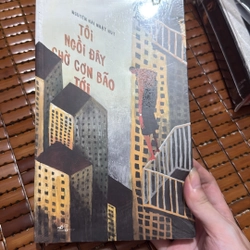 NGUYỄN HẢI NHẬT HUY
TÔI
NGỒI ĐÂY
CHỜ CƠN BÃO
TỚI